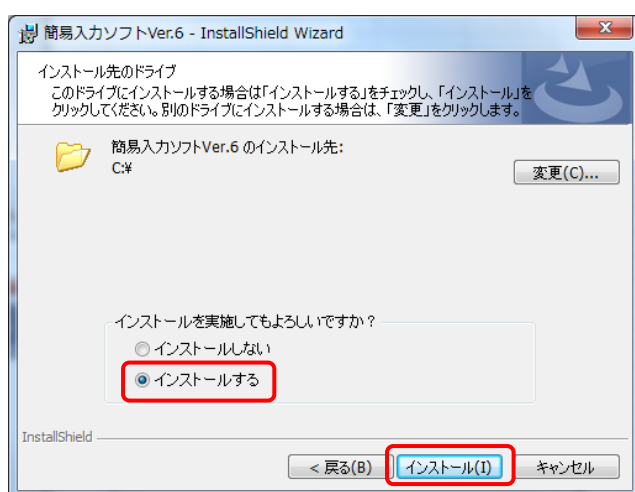 簡易入力ソフトVer.6 - InstallShield Wizard
インストール先のドライブ
このドライブにインストールする場合は「インストールする」をチェックし、「インストール」を
クリックしてください。別のドライブにインストールする場合は、「変更」をクリックします。
簡易入力ソフトVer.6 のインストール先:
C:¥
変更(C)...
インストールを実施してもよろしいですか？
インストールしない
インストールする
InstallShield
< 戻る(B)
インストール(I)
キャンセル